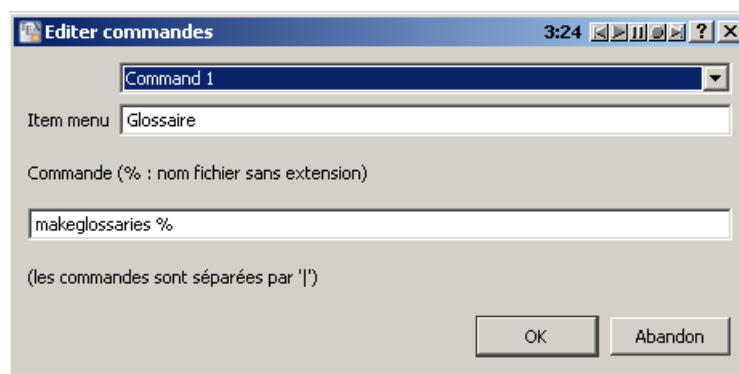 Editer commandes 3:24 ?
Command 1
Item menu Glossaire
Commande (% : nom fichier sans extension)
makeglossaries %
(les commandes sont séparées par '|')
OK Abandon